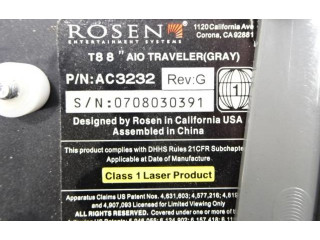 ROSEN
ENTERTAINMENT SYSTEMS
1120 California Ave
Corona, CA 92881
T8 8" AIO TRAVELER(GRAY)
P/N:AC3232 Rev:G
S/N:0708030391
1
Designed by Rosen in California USA
Assembled in China
This product complies with DHHS Rules 21CFR Subchapte
Applicable at Date of Manufacture
Class 1 Laser Product
Apparatus Claims US Patent Nos. 4,631,603; 4,577,216; 4,819
and 4,907,093 Licensed for Limited Viewing Only
ALL RIGHTS RESERVED. Covered under one or more of t